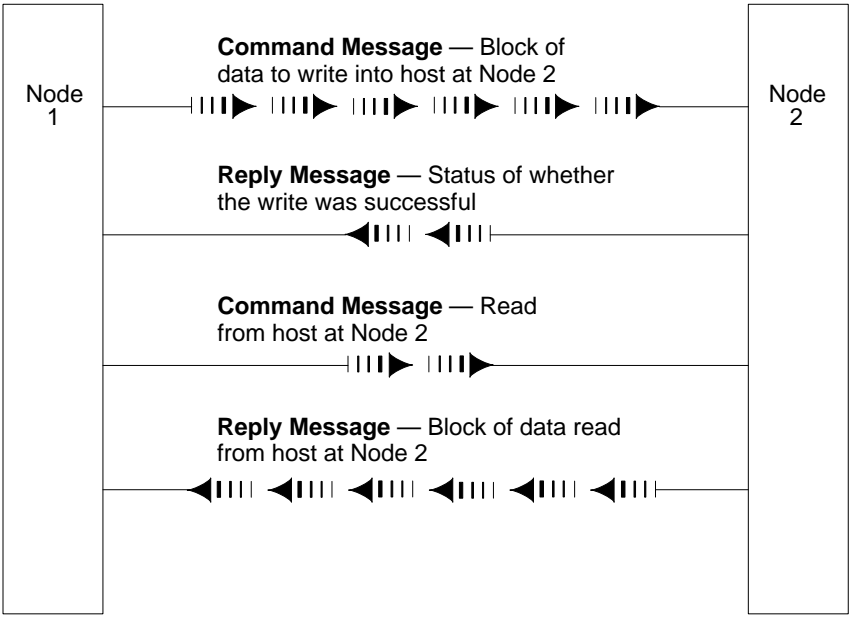 Node
1
Command Message — Block of
data to write into host at Node 2
Node
2
Reply Message — Status of whether
the write was successful
Command Message — Read
from host at Node 2
Reply Message — Block of data read
from host at Node 2